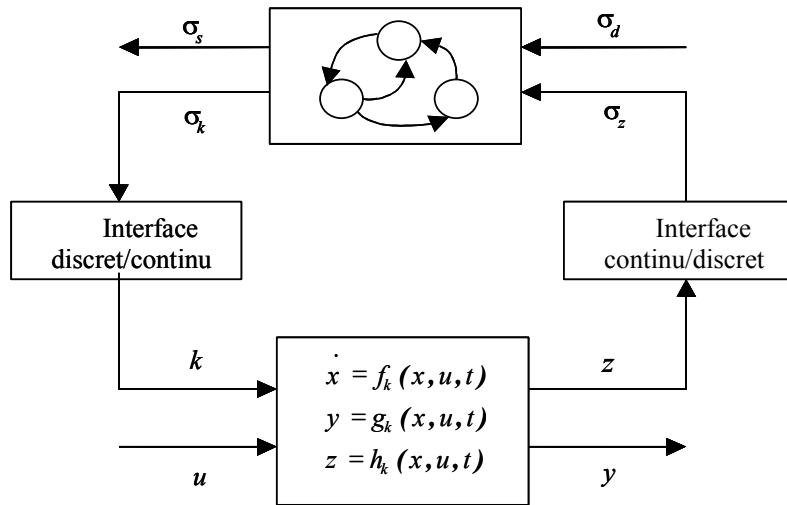 σs
σd
σk
σz
Interface
discret/continu
Interface
continu/discret
k
ẋ = fk (x,u,t)
y = gk (x,u,t)
z = hk (x,u,t)
z
u
y